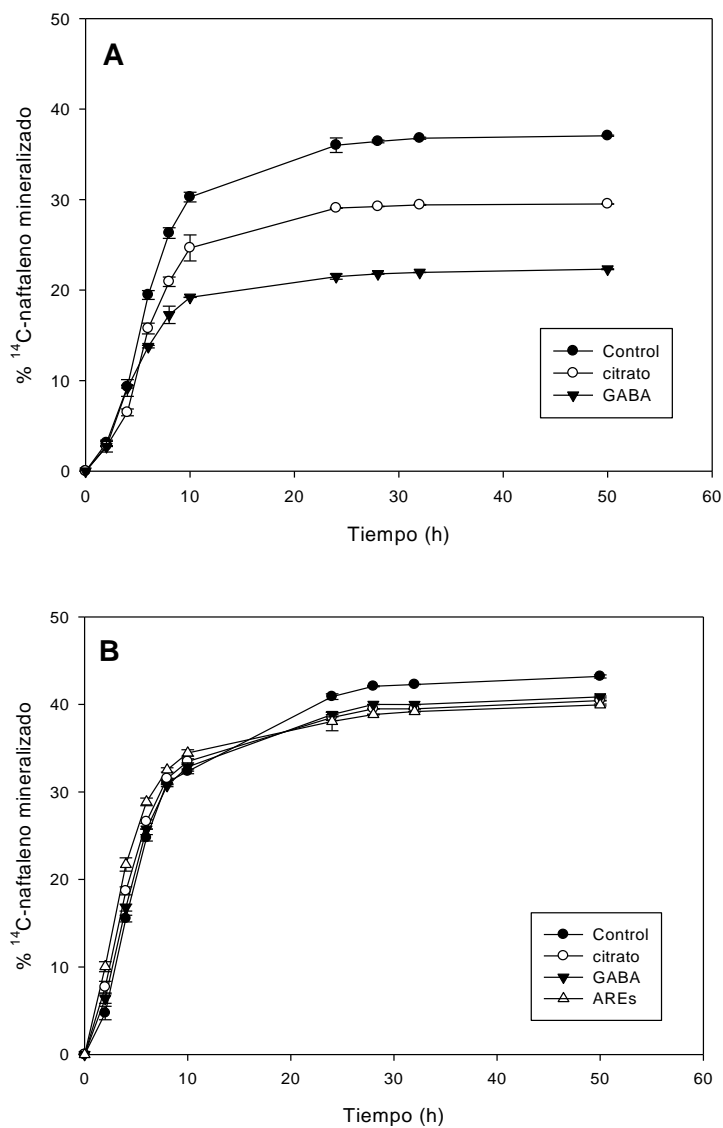 A
50
40
30
20
10
0
% ¹⁴C-naftaleno mineralizado
0 10 20 30 40 50 60
Tiempo (h)
Control
citrato
GABA
B
50
40
30
20
10
0
% ¹⁴C-naftaleno mineralizado
0 10 20 30 40 50 60
Tiempo (h)
Control
citrato
GABA
AREs